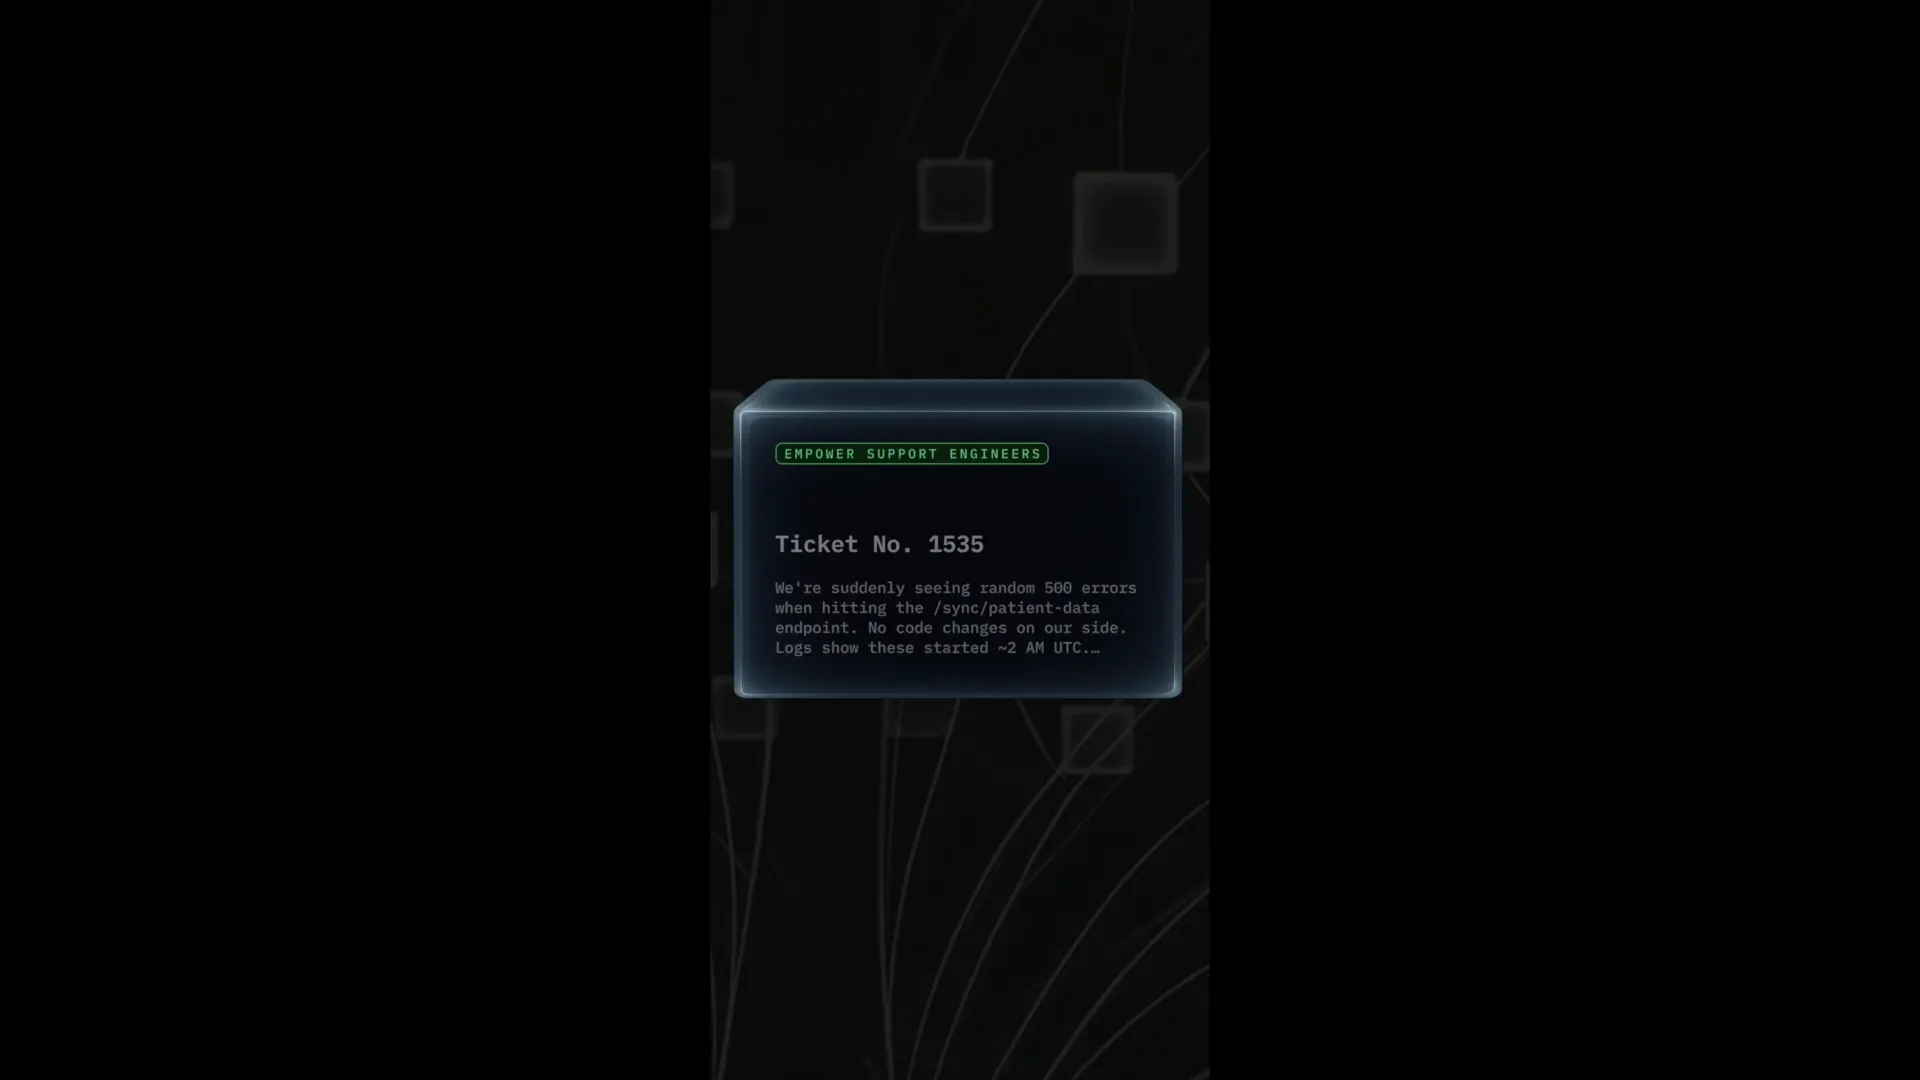 EMPOWER SUPPORT ENGINEERS
Ticket No. 1535
We're suddenly seeing random 500 errors
when hitting the /sync/patient-data
endpoint. No code changes on our side.
Logs show these started ~2 AM UTC.…